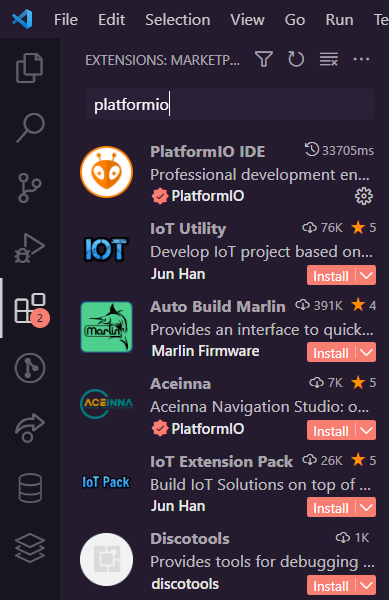 File Edit Selection View Go Run Te
EXTENSIONS: MARKETP...
platformio
PlatformIO IDE 33705ms
Professional development en...
PlatformIO
IOT
IoT Utility 76K 5
Develop IoT project based on...
Jun Han Install
Marlin
Auto Build Marlin 391K 4
Provides an interface to quick...
Marlin Firmware Install
2
ACEINNA
Aceinna 7K 5
Aceinna Navigation Studio: o...
PlatformIO Install
IoT Pack
IoT Extension Pack 26K 5
Build IoT Solutions on top of ...
Jun Han Install
Discotools 1K
Provides tools for debugging ...
discotools Install